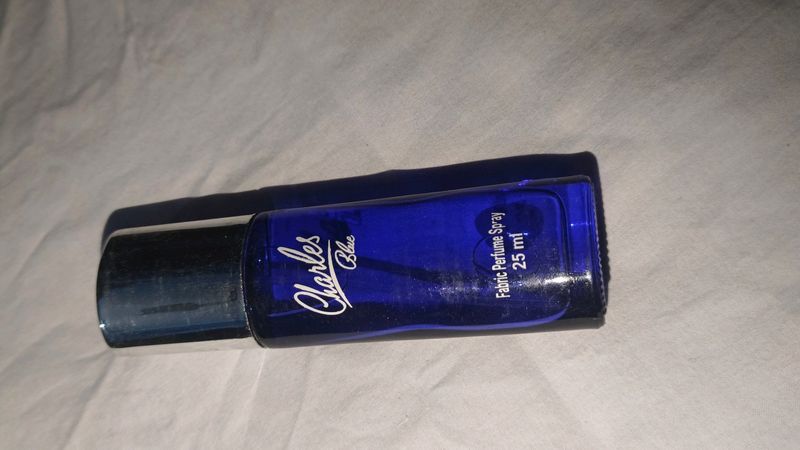 Charles
Blue
Fabric Perfume Spray
25 ml